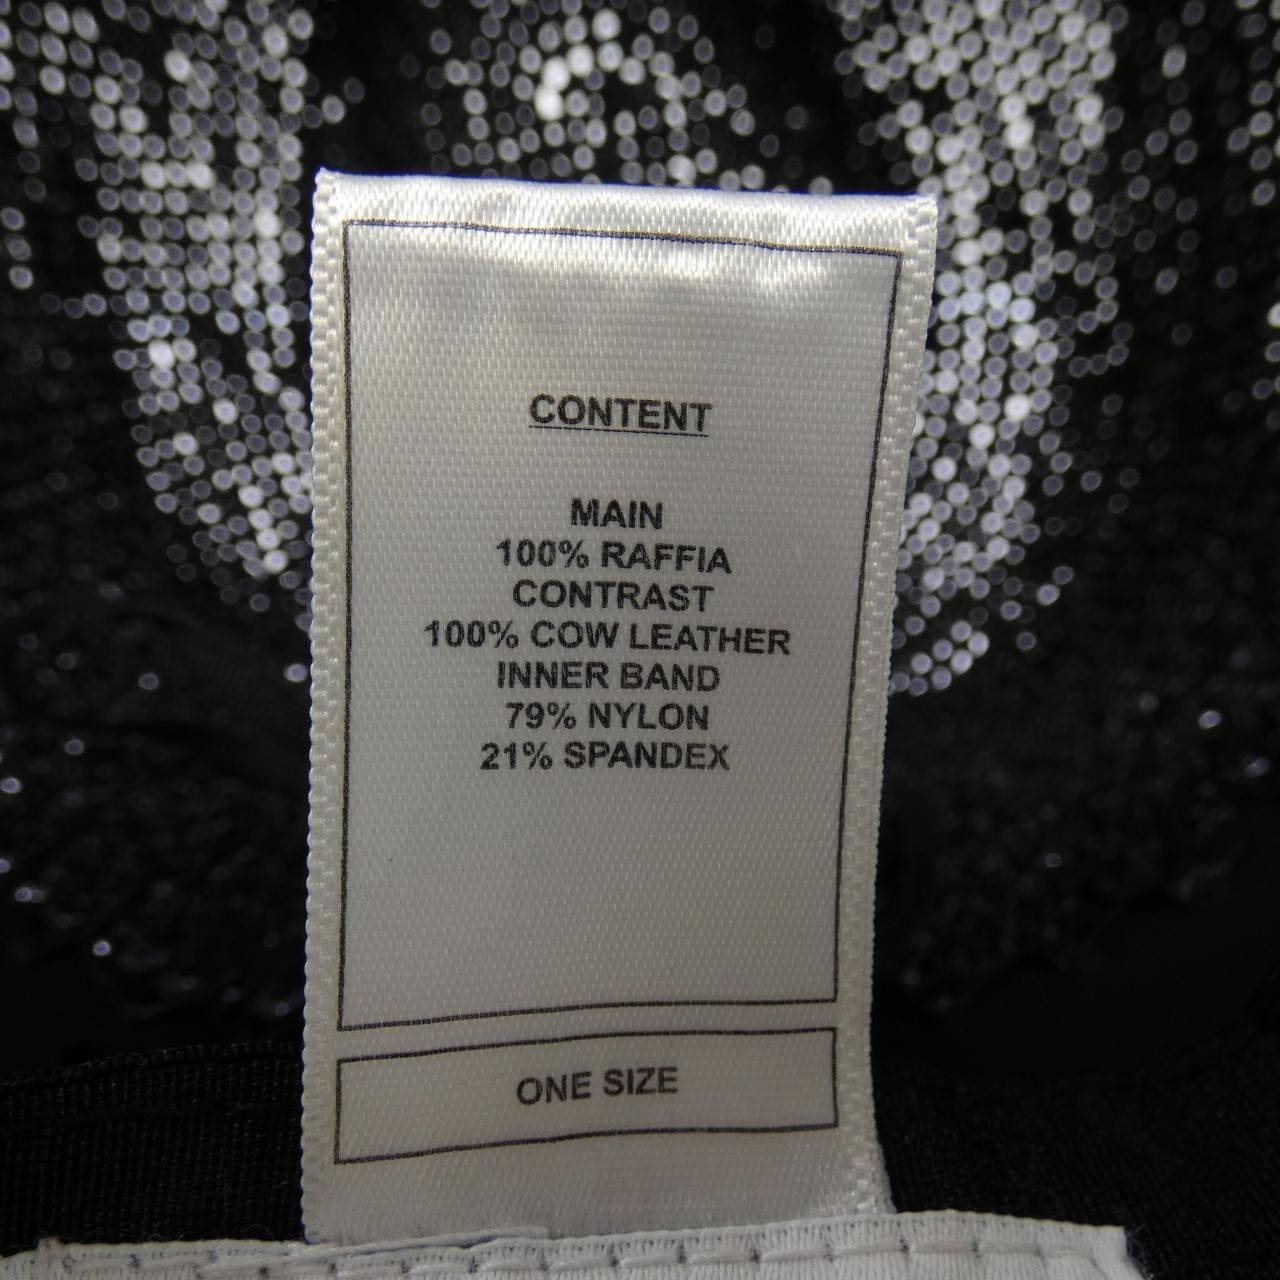 CONTENT
MAIN
100% RAFFIA
CONTRAST
100% COW LEATHER
INNER BAND
79% NYLON
21% SPANDEX
ONE SIZE